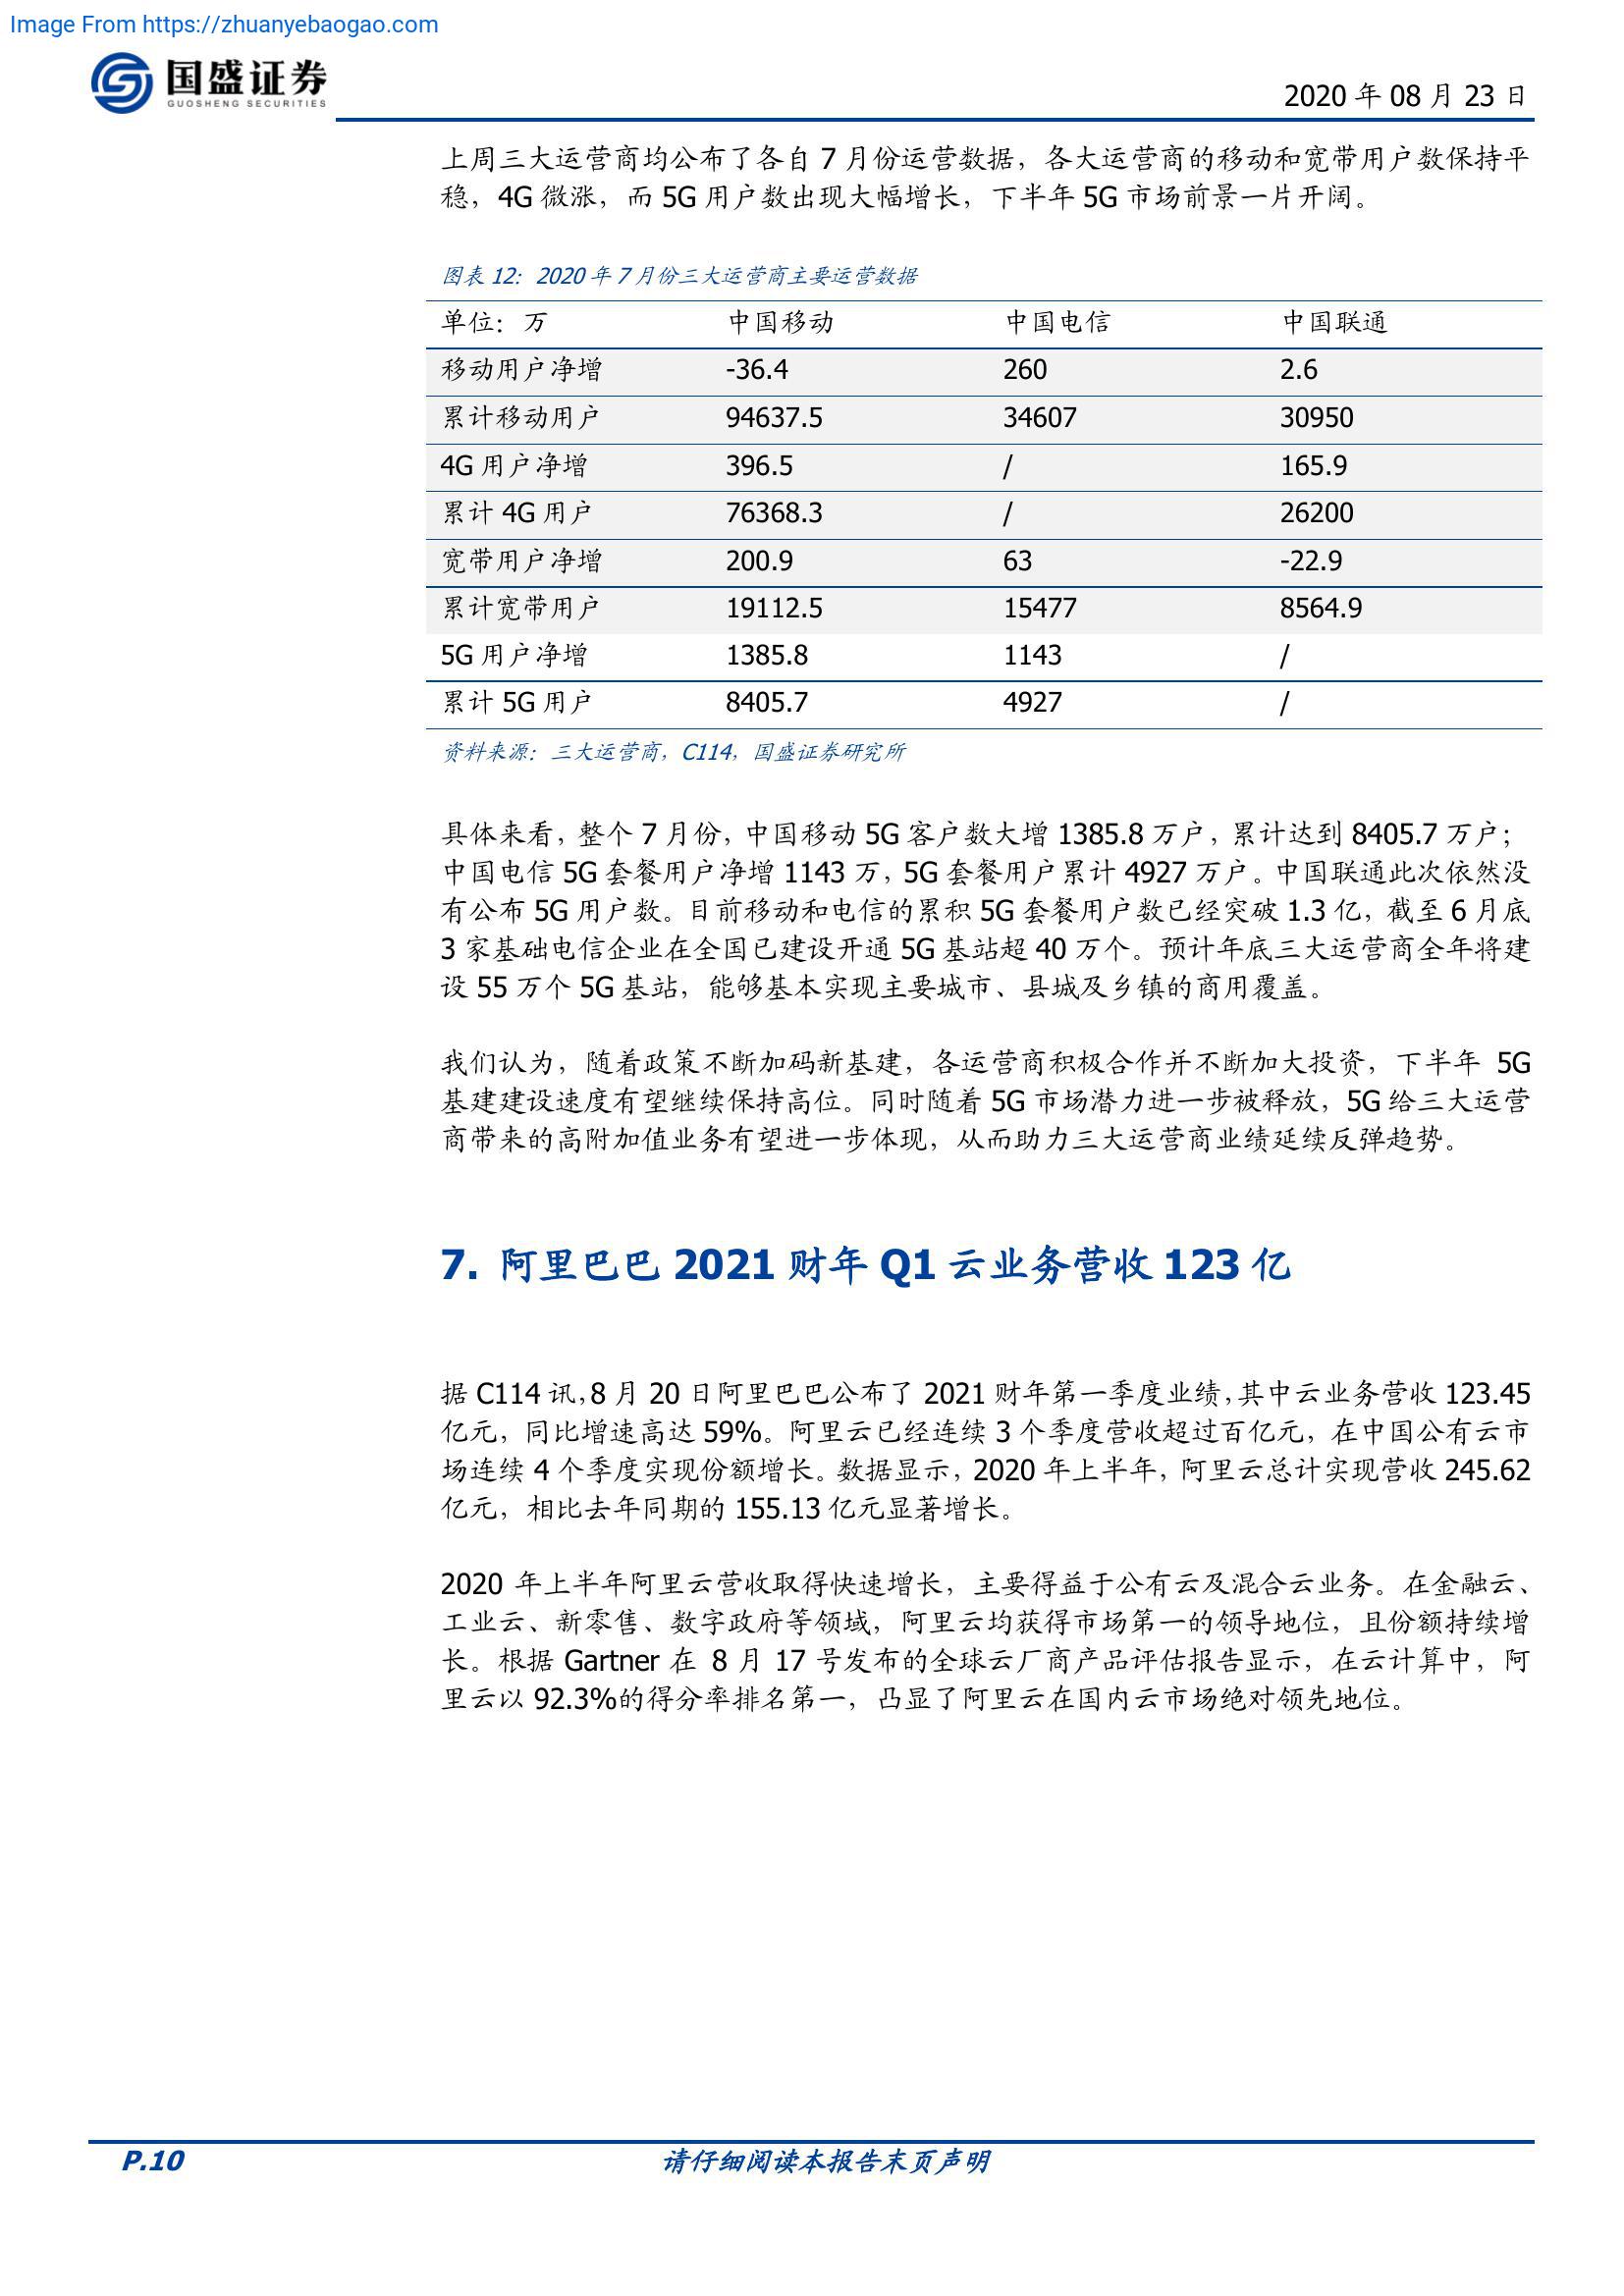 Image From https://zhuanyebaogao.com
国盛证券
GUOSHENG SECURITIES
2020 年 08 月 23 日
上周三大运营商均公布了各自 7 月份运营数据，各大运营商的移动和宽带用户数保持平
稳，4G 微涨，而 5G 用户数出现大幅增长，下半年 5G 市场前景一片开阔。
图表 12：2020 年 7 月份三大运营商主要运营数据
单位：万 中国移动 中国电信 中国联通
移动用户净增 -36.4 260 2.6
累计移动用户 94637.5 34607 30950
4G 用户净增 396.5 / 165.9
累计 4G 用户 76368.3 / 26200
宽带用户净增 200.9 63 -22.9
累计宽带用户 19112.5 15477 8564.9
5G 用户净增 1385.8 1143 /
累计 5G 用户 8405.7 4927 /
资料来源：三大运营商，C114，国盛证券研究所
具体来看，整个 7 月份，中国移动 5G 客户数大增 1385.8 万户，累计达到 8405.7 万户；
中国电信 5G 套餐用户净增 1143 万，5G 套餐用户累计 4927 万户。中国联通此次依然没
有公布 5G 用户数。目前移动和电信的累积 5G 套餐用户数已经突破 1.3 亿，截至 6 月底
3 家基础电信企业在全国已建设开通 5G 基站超 40 万个。预计年底三大运营商全年将建
设 55 万个 5G 基站，能够基本实现主要城市、县城及乡镇的商用覆盖。
我们认为，随着政策不断加码新基建，各运营商积极合作并不断加大投资，下半年 5G
基建建设速度有望继续保持高位。同时随着 5G 市场潜力进一步被释放，5G 给三大运营
商带来的高附加值业务有望进一步体现，从而助力三大运营商业绩延续反弹趋势。
7. 阿里巴巴 2021 财年 Q1 云业务营收 123 亿
据 C114 讯，8 月 20 日阿里巴巴公布了 2021 财年第一季度业绩，其中云业务营收 123.45
亿元，同比增速高达 59%。阿里云已经连续 3 个季度营收超过百亿元，在中国公有云市
场连续 4 个季度实现份额增长。数据显示，2020 年上半年，阿里云总计实现营收 245.62
亿元，相比去年同期的 155.13 亿元显著增长。
2020 年上半年阿里云营收取得快速增长，主要得益于公有云及混合云业务。在金融云、
工业云、新零售、数字政府等领域，阿里云均获得市场第一的领导地位，且份额持续增
长。根据 Gartner 在 8 月 17 号发布的全球云厂商产品评估报告显示，在云计算中，阿
里云以 92.3%的得分率排名第一，凸显了阿里云在国内云市场绝对领先地位。
P.10
请仔细阅读本报告末页声明